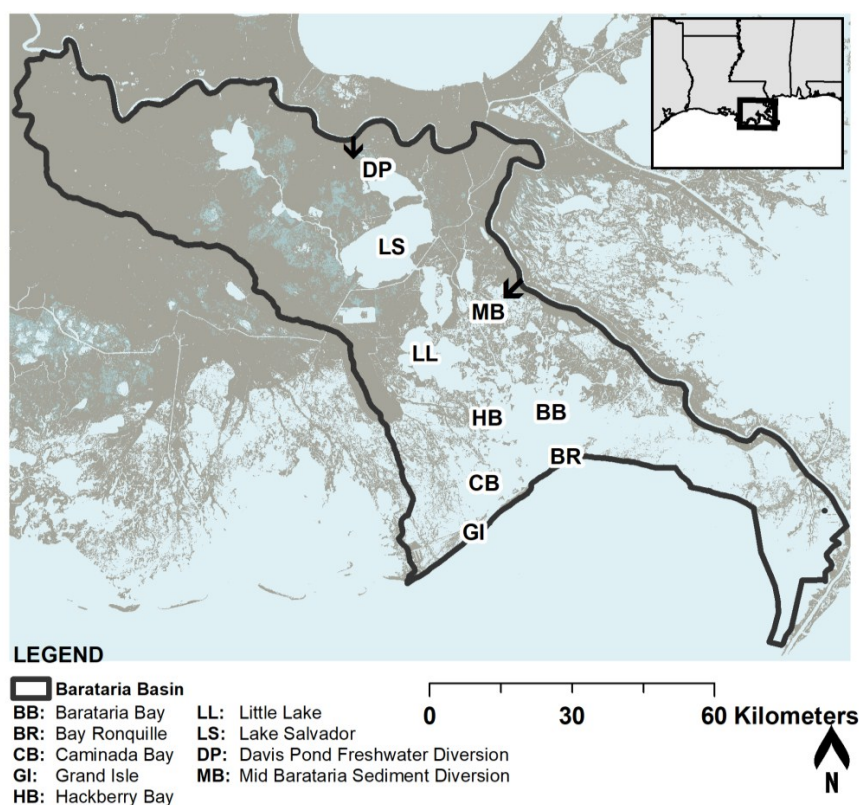 DP
LS
MB
LL
HB
BB
BR
CB
GI
LEGEND
Barataria Basin
BB: Barataria Bay
BR: Bay Ronquille
CB: Caminada Bay
GI: Grand Isle
HB: Hackberry Bay
LL: Little Lake
LS: Lake Salvador
DP: Davis Pond Freshwater Diversion
MB: Mid Barataria Sediment Diversion
0 30 60 Kilometers
N